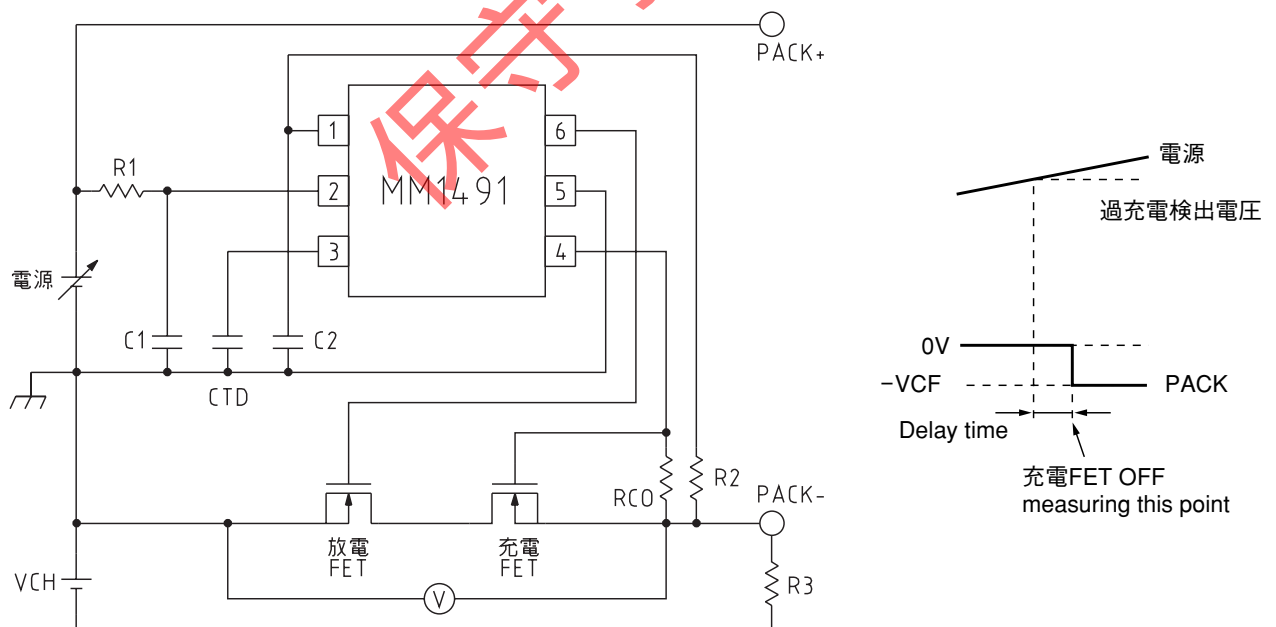 PACK+
保守
1
6
R1
2
MM1491
5
3
4
電源
C1
C2
CTD
RCO
R2
PACK-
放電
FET
充電
FET
VCH
V
R3
電源
過充電検出電圧
0V
−VCF
PACK
Delay time
充電FET OFF
measuring this point